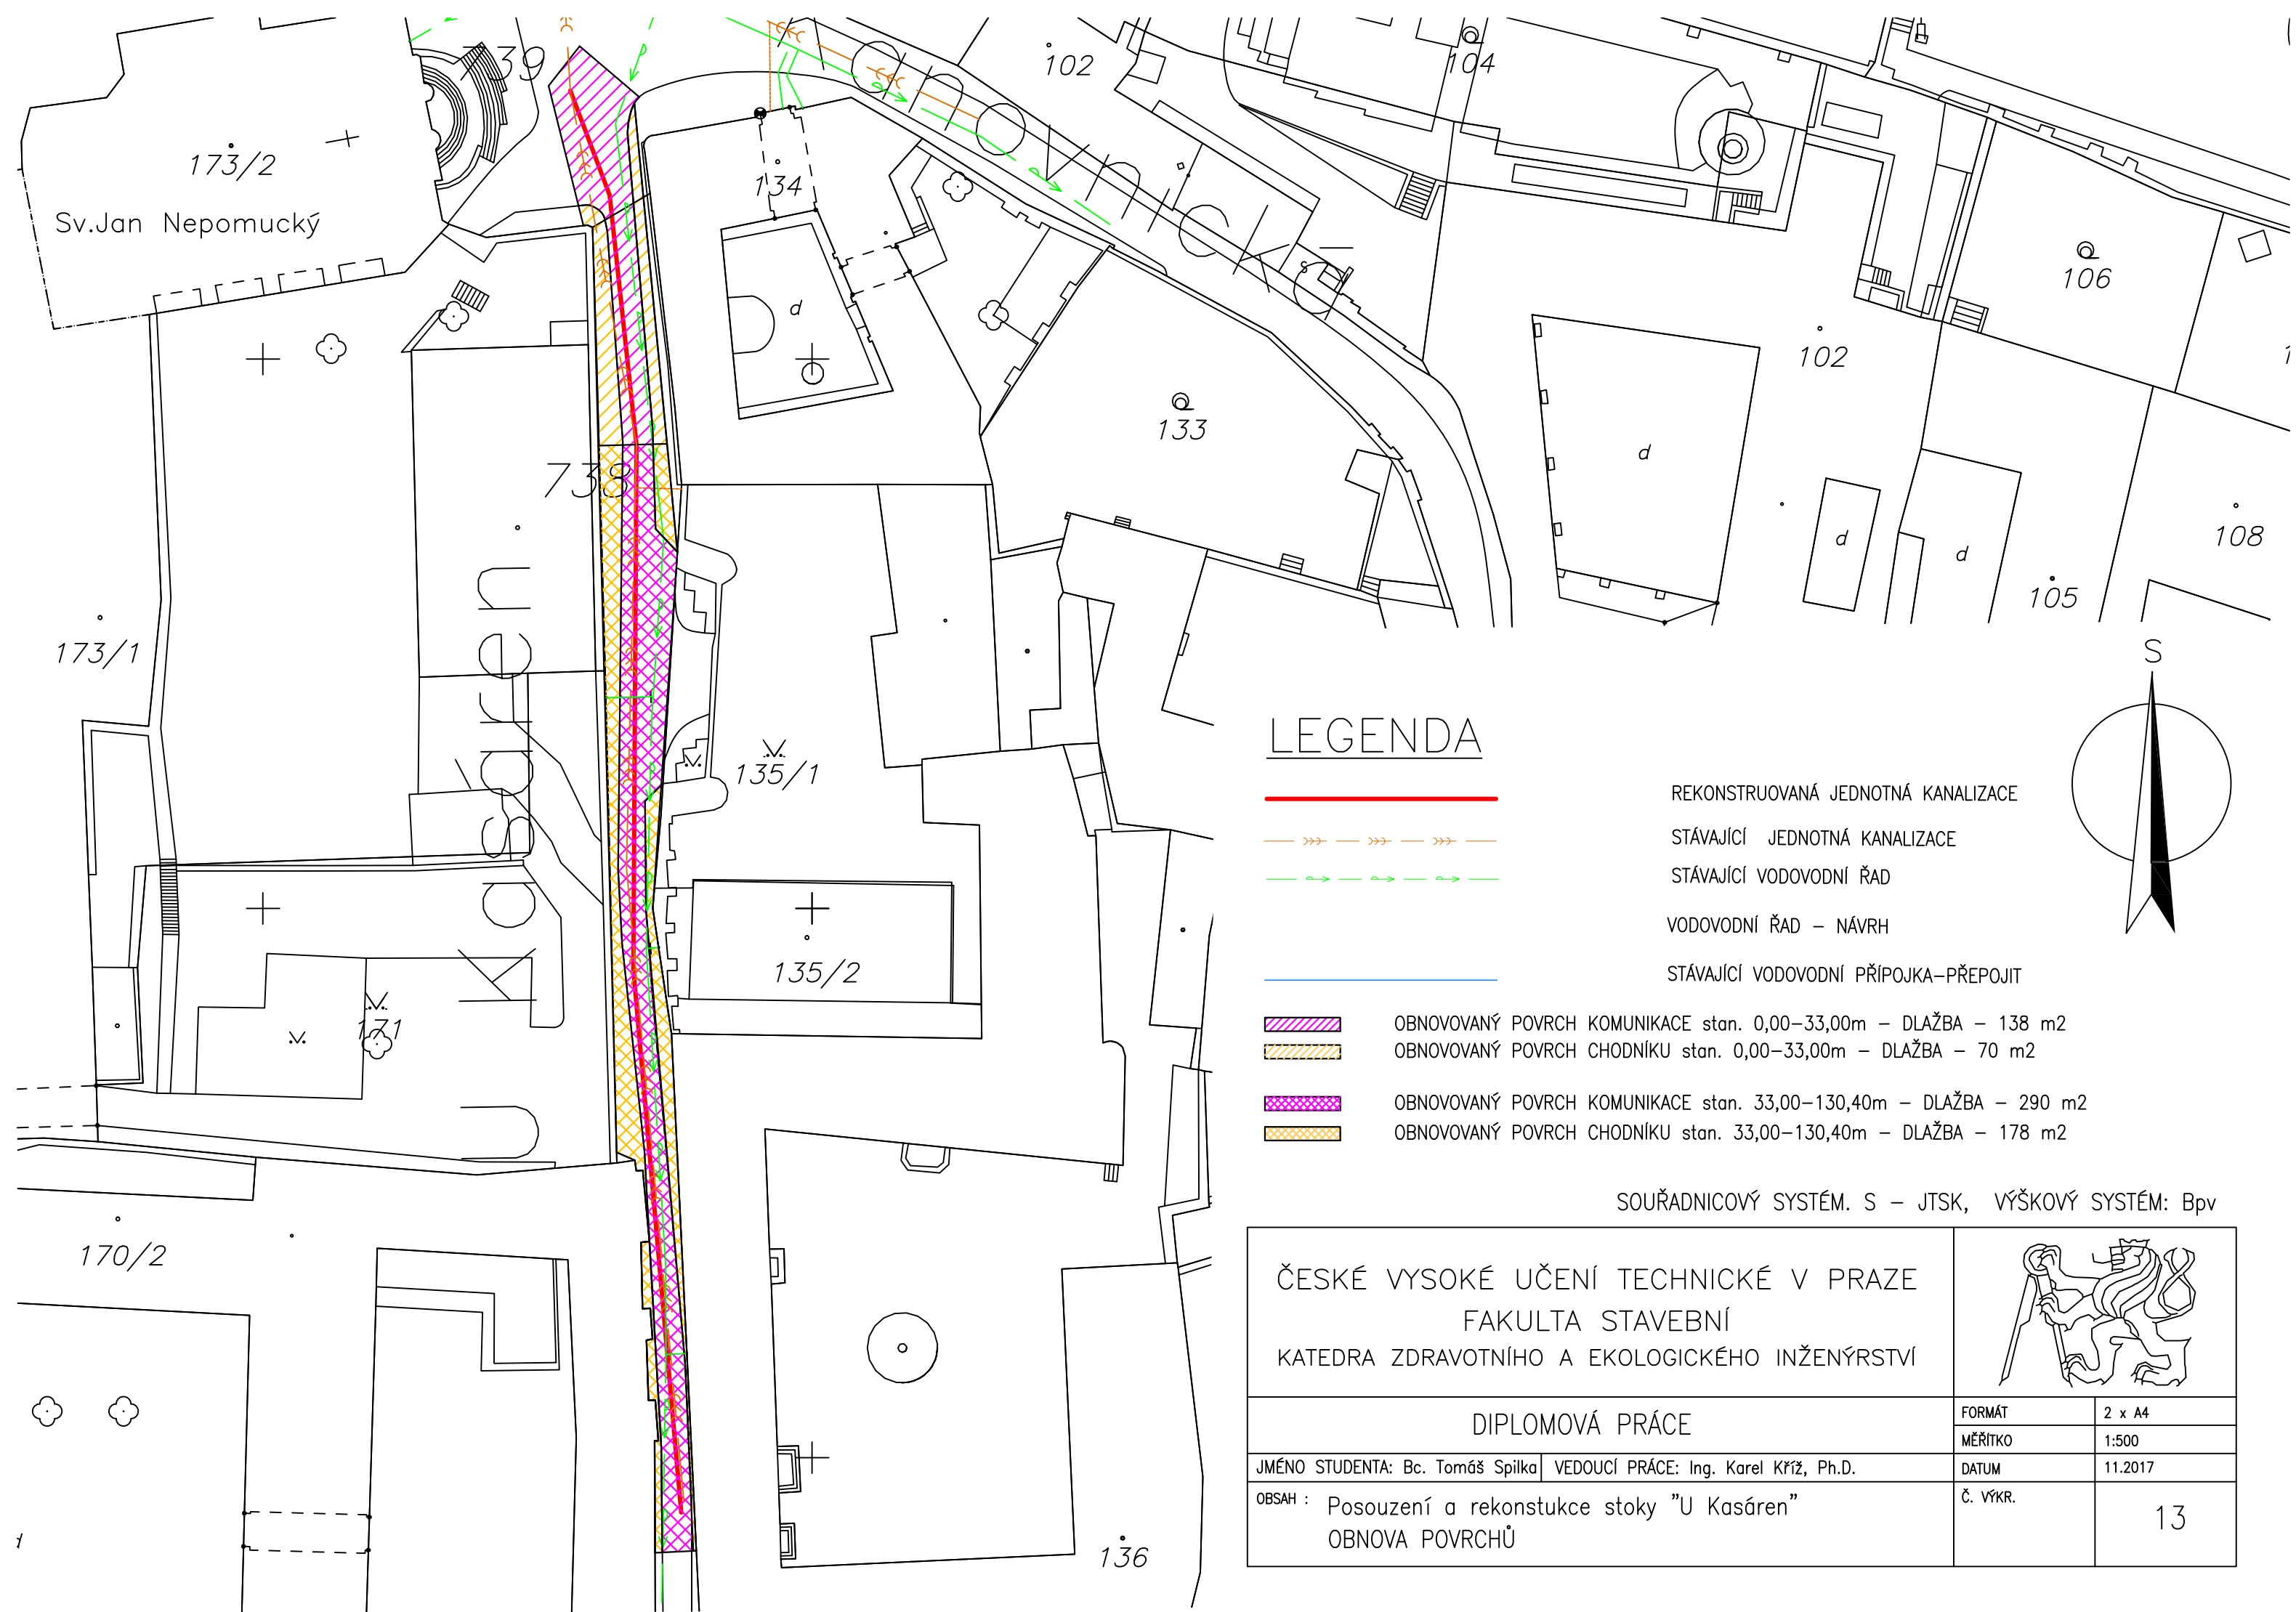 739
173/2
Sv.Jan Nepomucký
134
d
102
104
106
102
133
d
d
d
108
105
738
173/1
U Kasáren
135/1
135/2
171
170/2
136
S
LEGENDA
REKONSTRUOVANÁ JEDNOTNÁ KANALIZACE
STÁVAJÍCÍ JEDNOTNÁ KANALIZACE
STÁVAJÍCÍ VODOVODNÍ ŘAD
VODOVODNÍ ŘAD – NÁVRH
STÁVAJÍCÍ VODOVODNÍ PŘÍPOJKA–PŘEPOJIT
OBNOVOVANÝ POVRCH KOMUNIKACE stan. 0,00–33,00m – DLAŽBA – 138 m2
OBNOVOVANÝ POVRCH CHODNÍKU stan. 0,00–33,00m – DLAŽBA – 70 m2
OBNOVOVANÝ POVRCH KOMUNIKACE stan. 33,00–130,40m – DLAŽBA – 290 m2
OBNOVOVANÝ POVRCH CHODNÍKU stan. 33,00–130,40m – DLAŽBA – 178 m2
SOUŘADNICOVÝ SYSTÉM. S – JTSK, VÝŠKOVÝ SYSTÉM: Bpv
ČESKÉ VYSOKÉ UČENÍ TECHNICKÉ V PRAZE
FAKULTA STAVEBNÍ
KATEDRA ZDRAVOTNÍHO A EKOLOGICKÉHO INŽENÝRSTVÍ
DIPLOMOVÁ PRÁCE
FORMÁT 2 x A4
MĚŘÍTKO 1:500
JMÉNO STUDENTA: Bc. Tomáš Spilka VEDOUCÍ PRÁCE: Ing. Karel Kříž, Ph.D.
DATUM 11.2017
OBSAH : Posouzení a rekonstukce stoky "U Kasáren"
OBNOVA POVRCHŮ
Č. VÝKR. 13